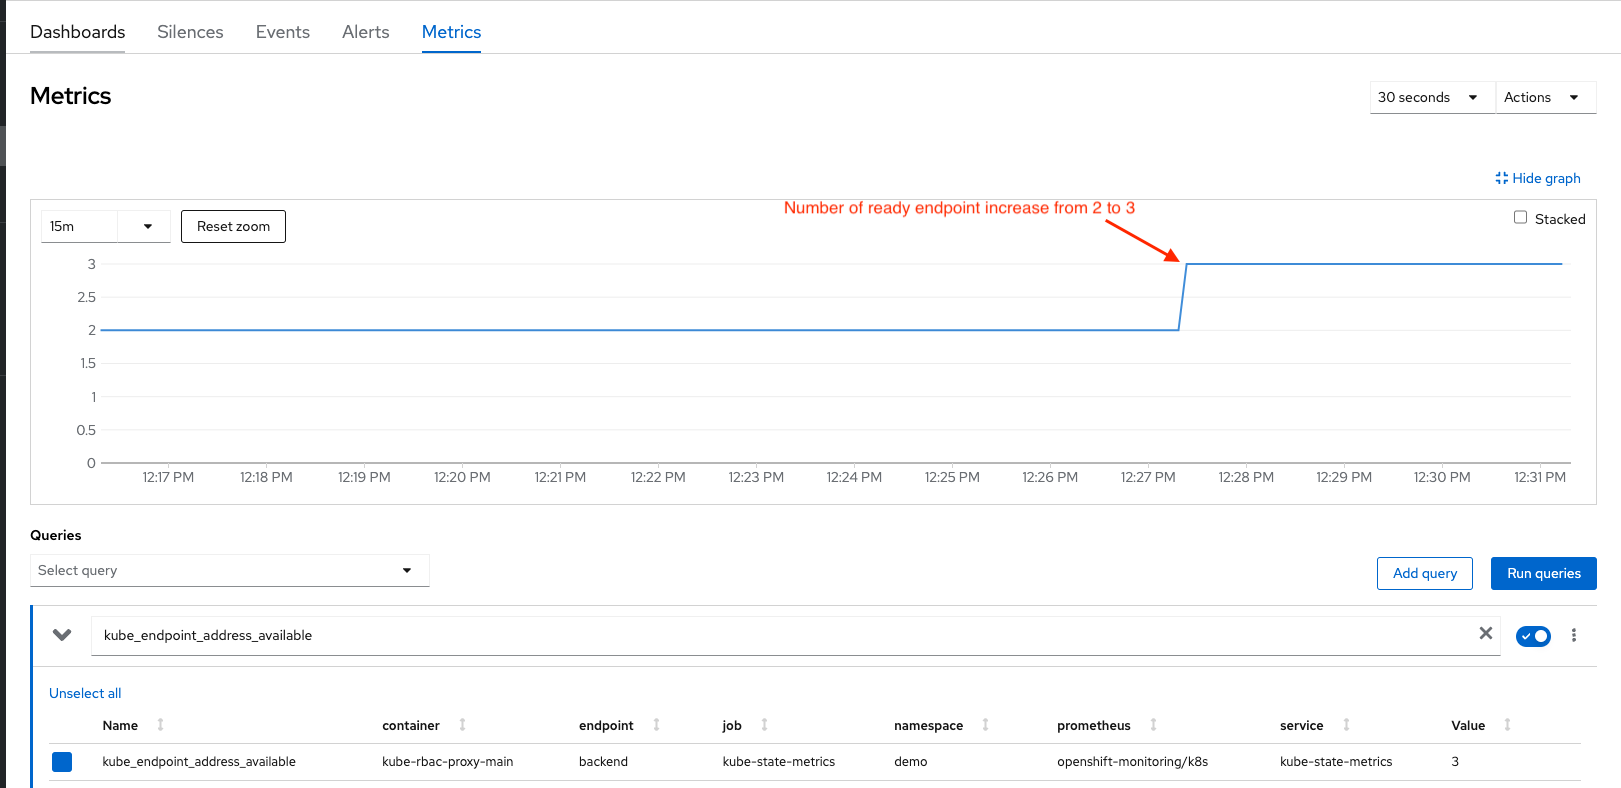 Dashboards Silences Events Alerts Metrics
Metrics
30 seconds Actions
Hide graph
Number of ready endpoint increase from 2 to 3
15m Reset zoom
Stacked
3
2.5
2
1.5
1
0.5
0
12:17 PM 12:18 PM 12:19 PM 12:20 PM 12:21 PM 12:22 PM 12:23 PM 12:24 PM 12:25 PM 12:26 PM 12:27 PM 12:28 PM 12:29 PM 12:30 PM 12:31 PM
Queries
Select query
Add query Run queries
kube_endpoint_address_available
Unselect all
Name container endpoint job namespace prometheus service Value
kube_endpoint_address_available kube-rbac-proxy-main backend kube-state-metrics demo openshift-monitoring/k8s kube-state-metrics 3